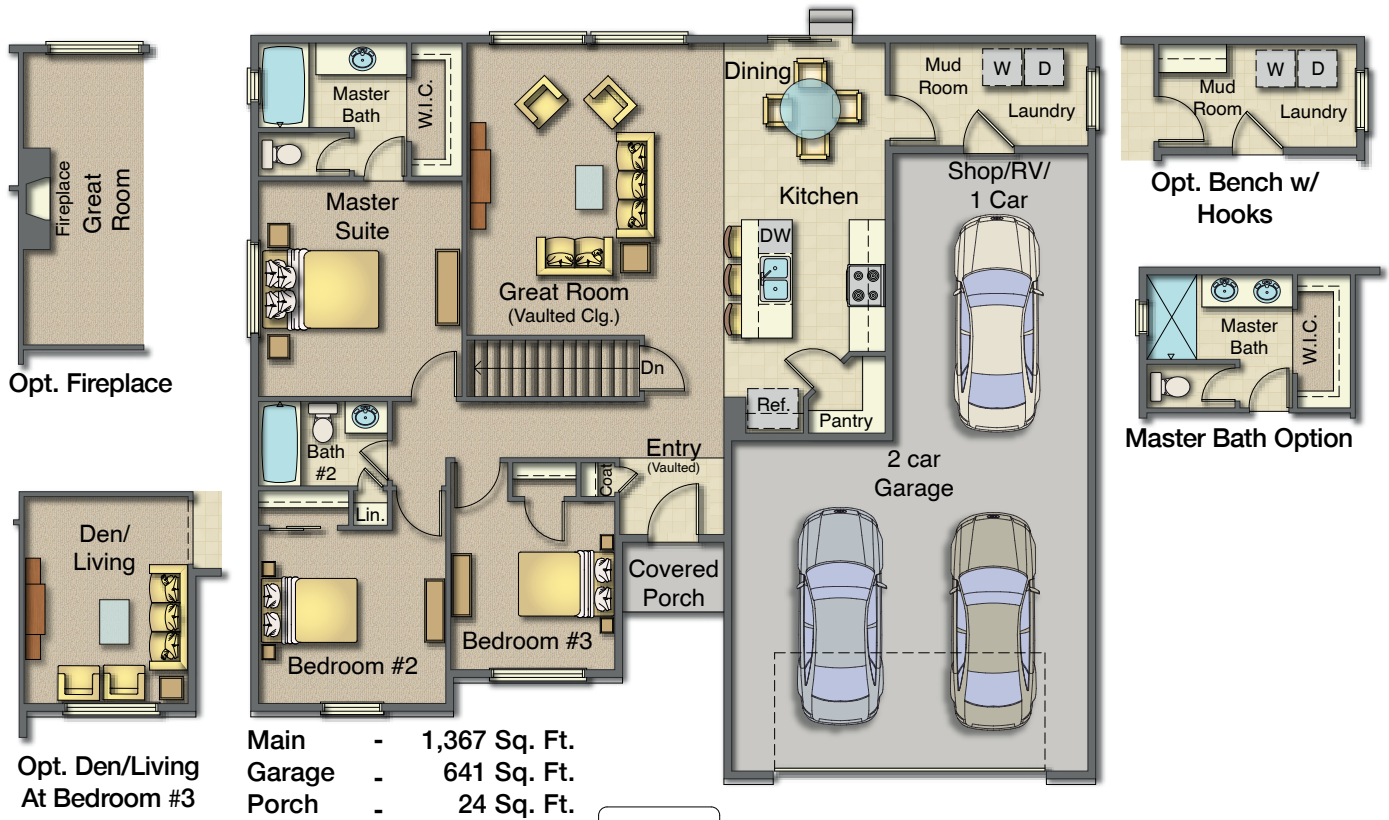 Fireplace
Great
Room
Opt. Fireplace
Den/
Living
Opt. Den/Living
At Bedroom #3
Master
Bath
W.I.C.
Master
Suite
Great Room
(Vaulted Clg.)
Dn
Bath
#2
Lin.
Bedroom #2
Bedroom #3
Coat
Entry
(Vaulted)
Covered
Porch
Dining
Kitchen
DW
Ref.
Pantry
Mud
Room
W
D
Laundry
Shop/RV/
1 Car
2 car
Garage
Mud
Room
W
D
Laundry
Opt. Bench w/
Hooks
Master
Bath
W.I.C.
Master Bath Option
Main - 1,367 Sq. Ft.
Garage - 641 Sq. Ft.
Porch - 24 Sq. Ft.